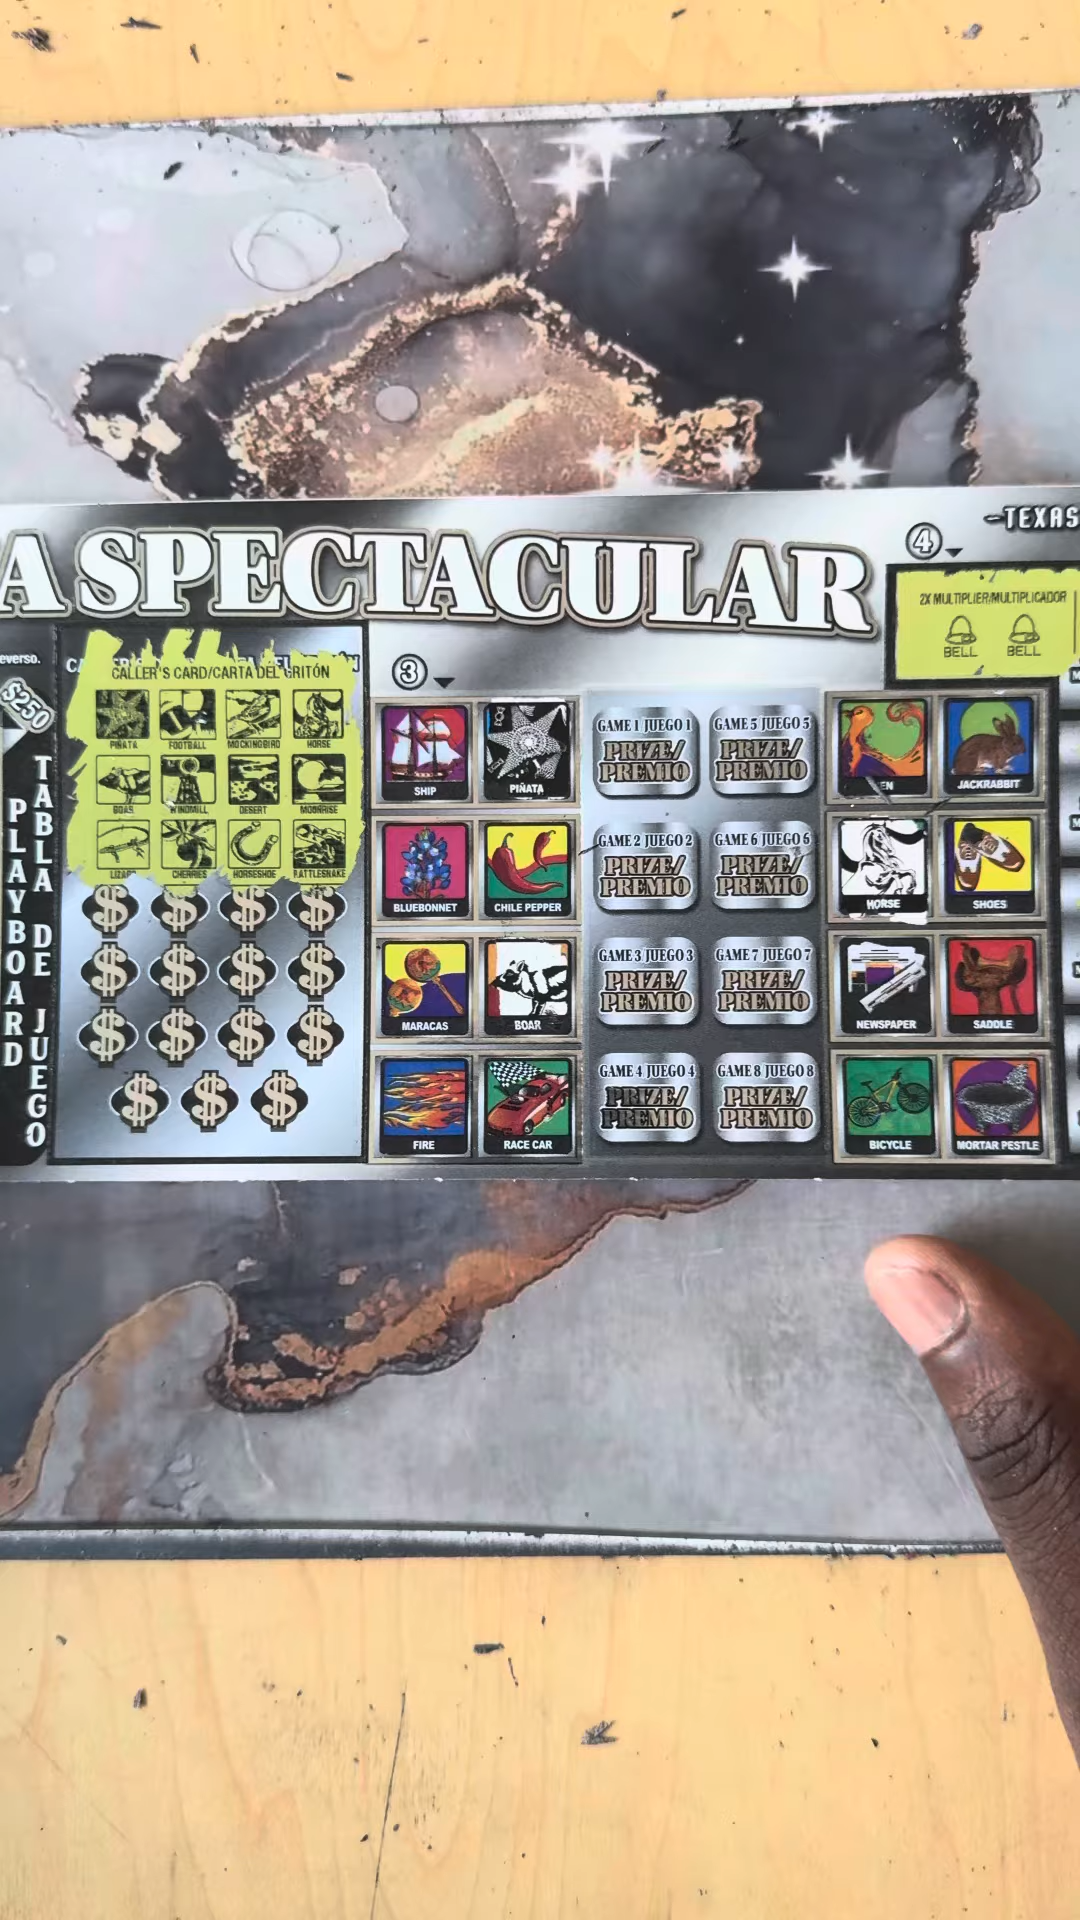 -TEXAS
A SPECTACULAR
4
2X MULTIPLIER/MULTIPLICADOR
BELL BELL
everso.
$250
PLAYBOARD
TABLA DE JUEGO
CALLER'S CARD/CARTA DEL GRITÓN
PIÑATA FOOTBALL MOCKINGBIRD HORSE
BOAR WINDMILL DESERT MOONRISE
LIZARD CHERRIES HORSESHOE RATTLESNAKE
$ $ $ $
$ $ $ $
$ $ $ $
$ $ $
3
SHIP PIÑATA
BLUEBONNET CHILE PEPPER
MARACAS BOAR
FIRE RACE CAR
GAME 1 JUEGO 1 GAME 5 JUEGO 5
PRIZE/ PRIZE/
PREMIO PREMIO
GAME 2 JUEGO 2 GAME 6 JUEGO 6
PRIZE/ PRIZE/
PREMIO PREMIO
GAME 3 JUEGO 3 GAME 7 JUEGO 7
PRIZE/ PRIZE/
PREMIO PREMIO
GAME 4 JUEGO 4 GAME 8 JUEGO 8
PRIZE/ PRIZE/
PREMIO PREMIO
EN JACKRABBIT
HORSE SHOES
NEWSPAPER SADDLE
BICYCLE MORTAR PESTLE